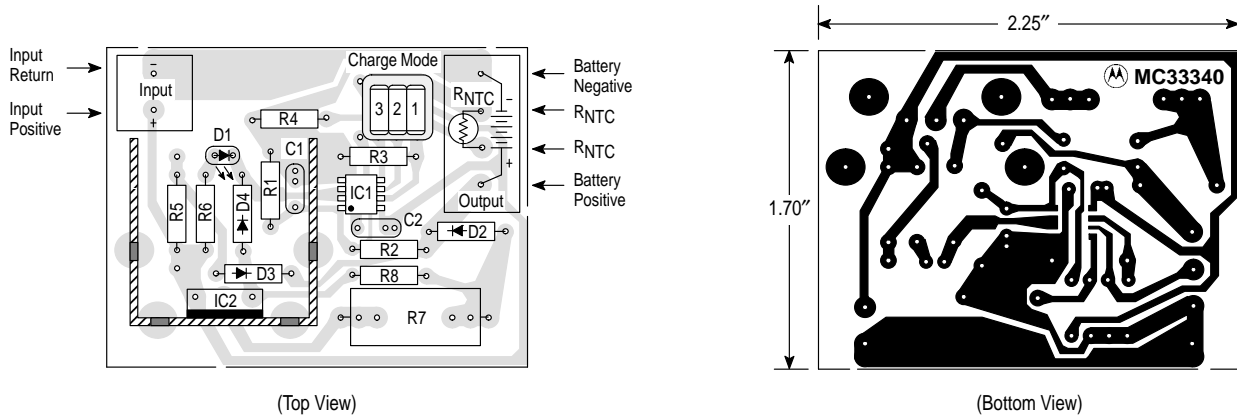 Input
Return
Input
Positive
−
Input
+
Charge Mode
3 2 1
RNTC
−
+
Output
Battery
Negative
RNTC
RNTC
Battery
Positive
D1
R4
C1
R3
R5
R6
D4
R1
IC1
C2
D2
R2
D3
R8
IC2
R7
(Top View)
2.25″
1.70″
MC33340
(Bottom View)